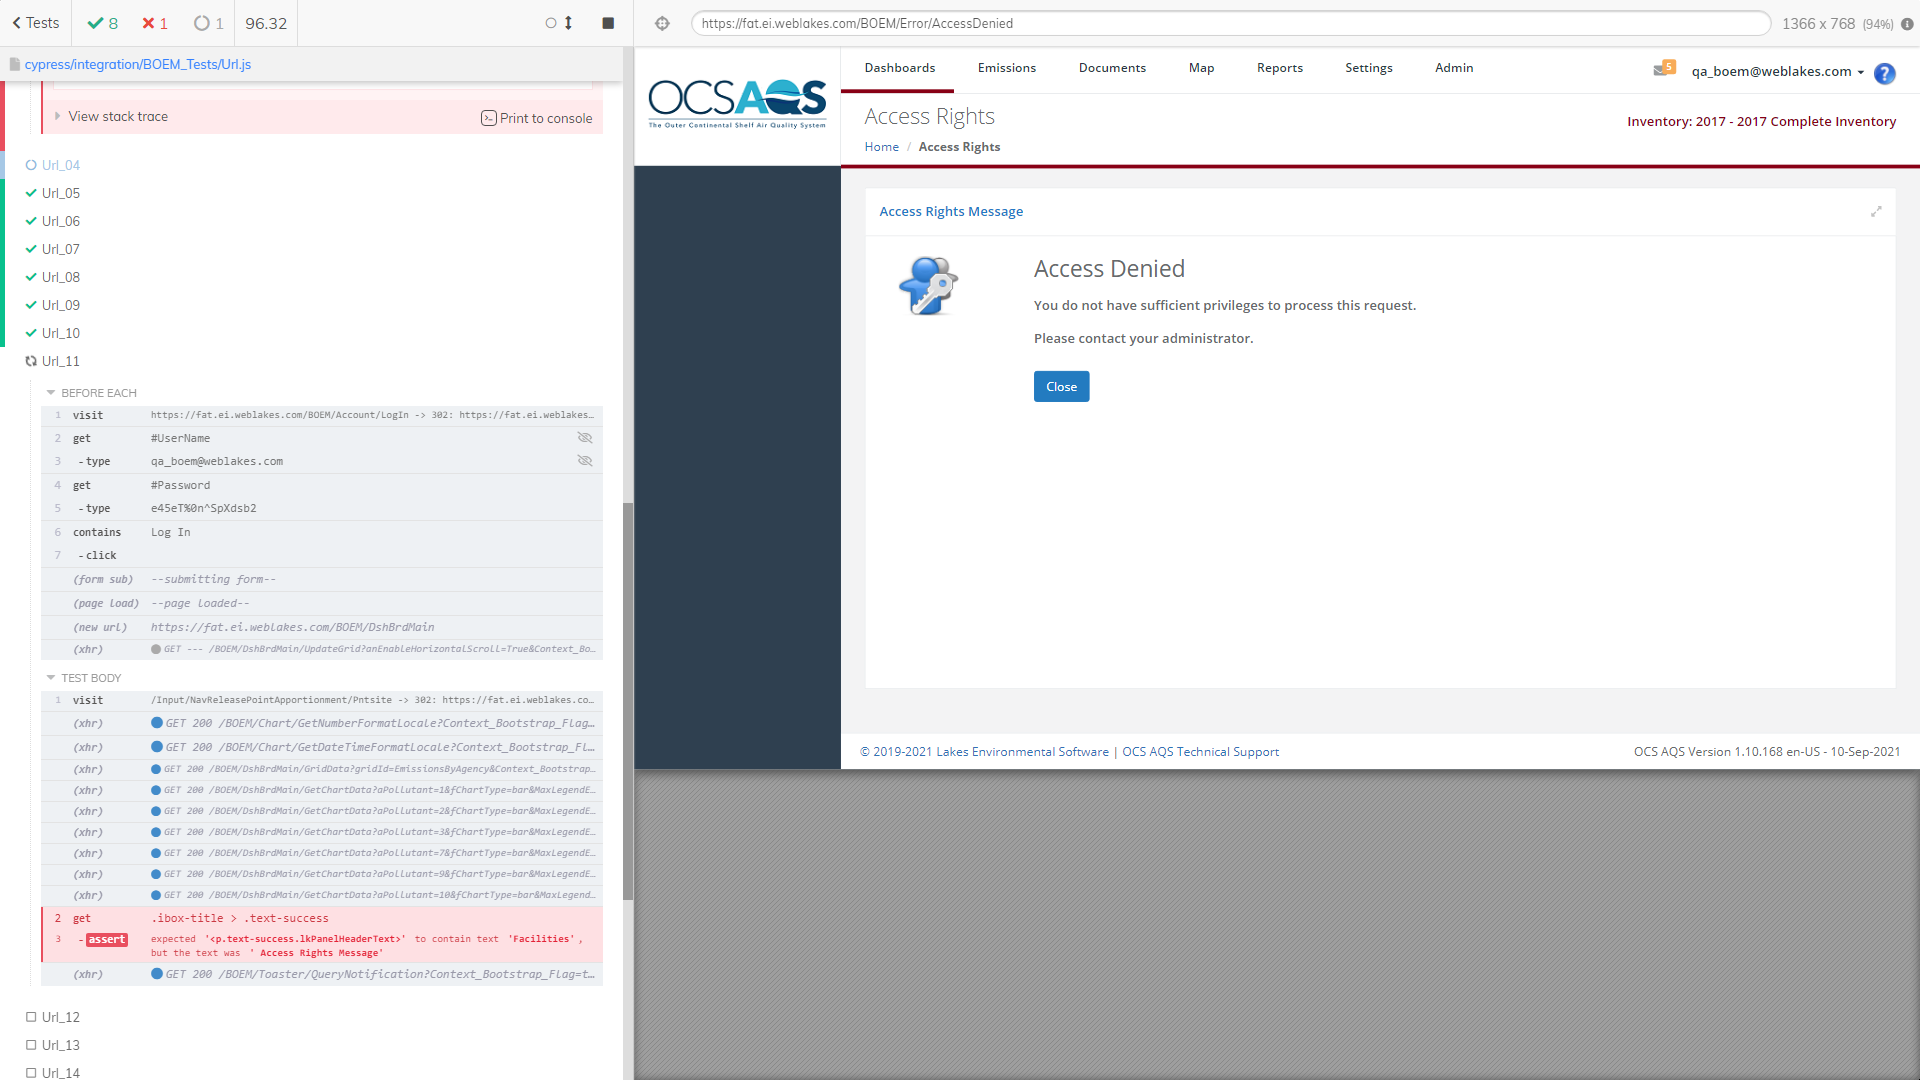 Tests
8
1
1
96.32
https://fat.ei.weblakes.com/BOEM/Error/AccessDenied
1366 x 768 (94%)
cypress/integration/BOEM_Tests/Url.js
View stack trace
Print to console
Url_04
Url_05
Url_06
Url_07
Url_08
Url_09
Url_10
Url_11
BEFORE EACH
1 visit https://fat.ei.weblakes.com/BOEM/Account/LogIn -> 302: https://fat.ei.weblakes…
2 get #UserName
3 -type qa_boem@weblakes.com
4 get #Password
5 -type e45eT%0n^SpXdsb2
6 contains Log In
7 -click
(form sub) --submitting form--
(page load) --page loaded--
(new url) https://fat.ei.weblakes.com/BOEM/DshBrdMain
(xhr) GET --- /BOEM/DshBrdMain/UpdateGrid?anEnableHorizontalScroll=True&Context_Bo…
TEST BODY
1 visit /Input/NavReleasePointApportionment/Pntsite -> 302: https://fat.ei.weblakes.co…
(xhr) GET 200 /BOEM/Chart/GetNumberFormatLocale?Context_Bootstrap_Flag…
(xhr) GET 200 /BOEM/Chart/GetDateTimeFormatLocale?Context_Bootstrap_Fl…
(xhr) GET 200 /BOEM/DshBrdMain/GridData?gridId=EmissionsByAgency&Context_Bootstrap…
(xhr) GET 200 /BOEM/DshBrdMain/GetChartData?aPollutant=1&fChartType=bar&MaxLegendE…
(xhr) GET 200 /BOEM/DshBrdMain/GetChartData?aPollutant=2&fChartType=bar&MaxLegendE…
(xhr) GET 200 /BOEM/DshBrdMain/GetChartData?aPollutant=3&fChartType=bar&MaxLegendE…
(xhr) GET 200 /BOEM/DshBrdMain/GetChartData?aPollutant=7&fChartType=bar&MaxLegendE…
(xhr) GET 200 /BOEM/DshBrdMain/GetChartData?aPollutant=9&fChartType=bar&MaxLegendE…
(xhr) GET 200 /BOEM/DshBrdMain/GetChartData?aPollutant=10&fChartType=bar&MaxLegend…
2 get .ibox-title > .text-success
3 -assert expected '<p.text-success.lkPanelHeaderText>' to contain text 'Facilities',
but the text was ' Access Rights Message'
(xhr) GET 200 /BOEM/Toaster/QueryNotification?Context_Bootstrap_Flag=t…
Url_12
Url_13
Url_14
OCSAQS
The Outer Continental Shelf Air Quality System
Dashboards Emissions Documents Map Reports Settings Admin
5
qa_boem@weblakes.com
?
Access Rights
Inventory: 2017 - 2017 Complete Inventory
Home / Access Rights
Access Rights Message
Access Denied
You do not have sufficient privileges to process this request.
Please contact your administrator.
Close
© 2019-2021 Lakes Environmental Software | OCS AQS Technical Support
OCS AQS Version 1.10.168 en-US - 10-Sep-2021